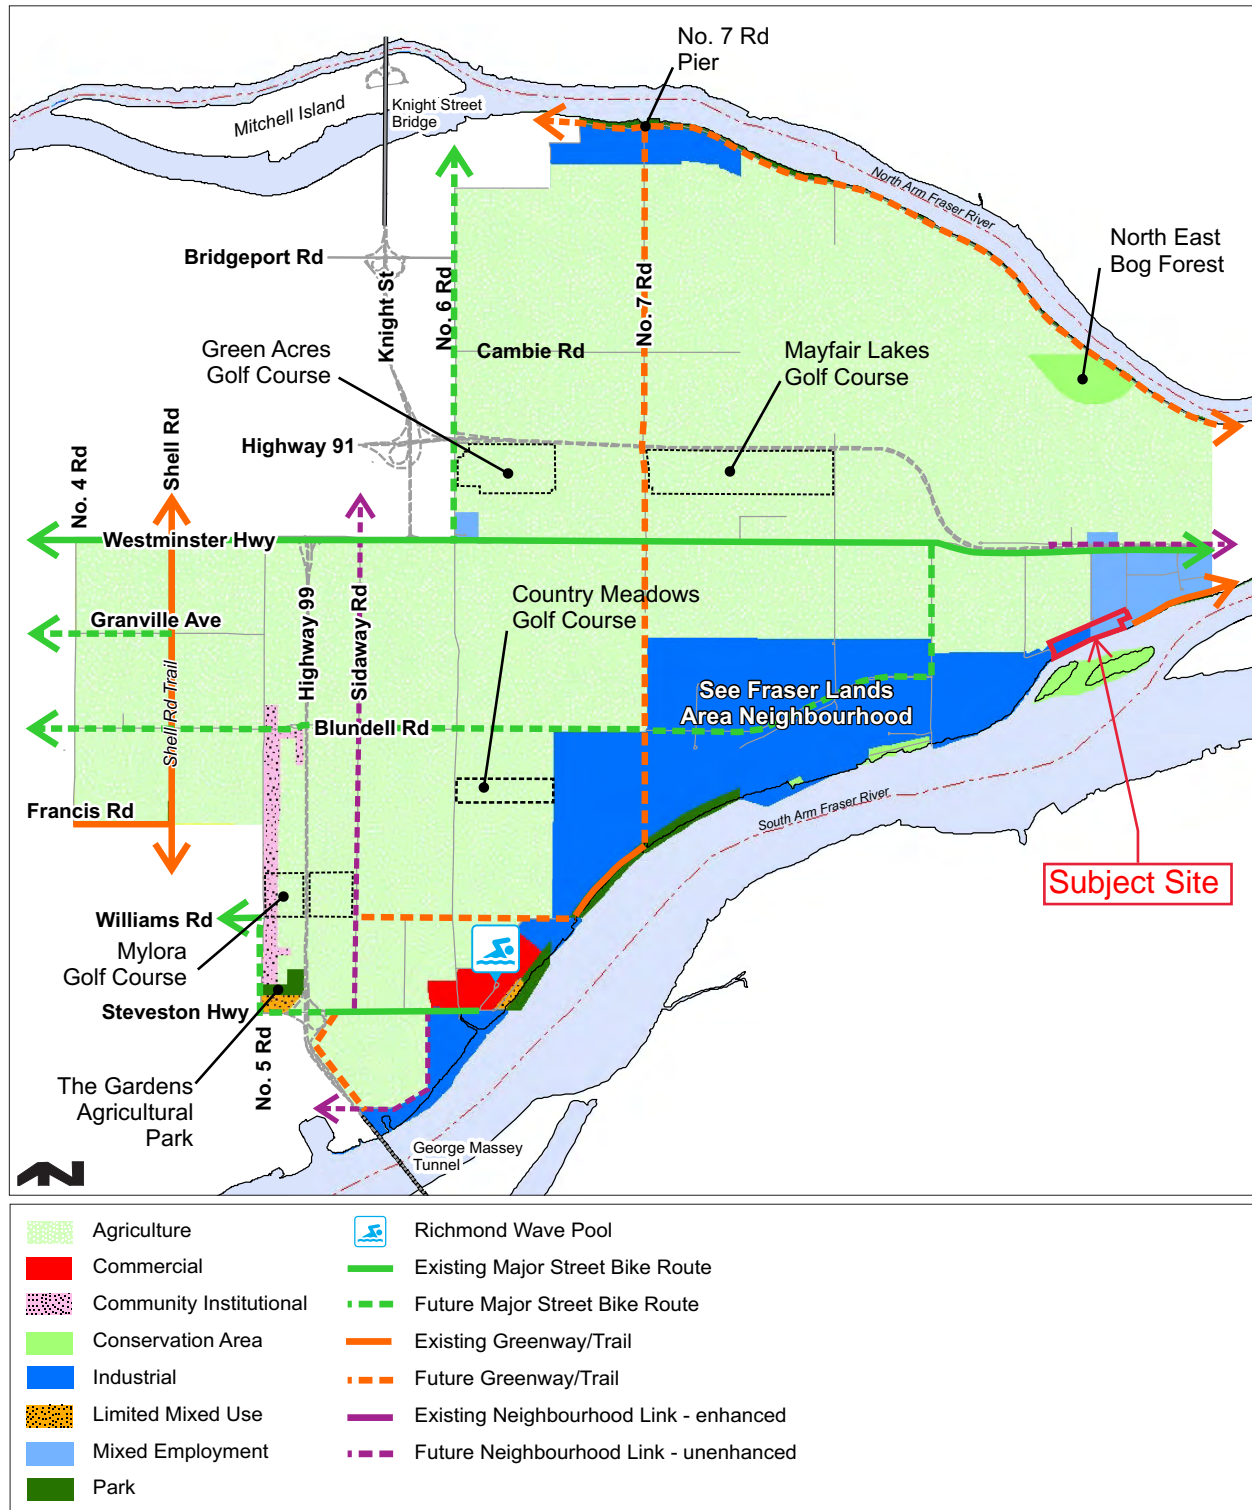 No. 7 Rd
Pier
Mitchell Island
Knight Street
Bridge
North Arm Fraser River
North East
Bog Forest
Bridgeport Rd
Knight St
No. 6 Rd
No. 7 Rd
Green Acres
Golf Course
Cambie Rd
Mayfair Lakes
Golf Course
Highway 91
No. 4 Rd
Shell Rd
Westminster Hwy
Granville Ave
Highway 99
Sidaway Rd
Country Meadows
Golf Course
Shell Rd Trail
See Fraser Lands
Area Neighbourhood
Blundell Rd
Francis Rd
South Arm Fraser River
Subject Site
Williams Rd
Mylora
Golf Course
Steveston Hwy
No. 5 Rd
The Gardens
Agricultural
Park
George Massey
Tunnel
N
Agriculture
Commercial
Community Institutional
Conservation Area
Industrial
Limited Mixed Use
Mixed Employment
Park
Richmond Wave Pool
Existing Major Street Bike Route
Future Major Street Bike Route
Existing Greenway/Trail
Future Greenway/Trail
Existing Neighbourhood Link - enhanced
Future Neighbourhood Link - unenhanced